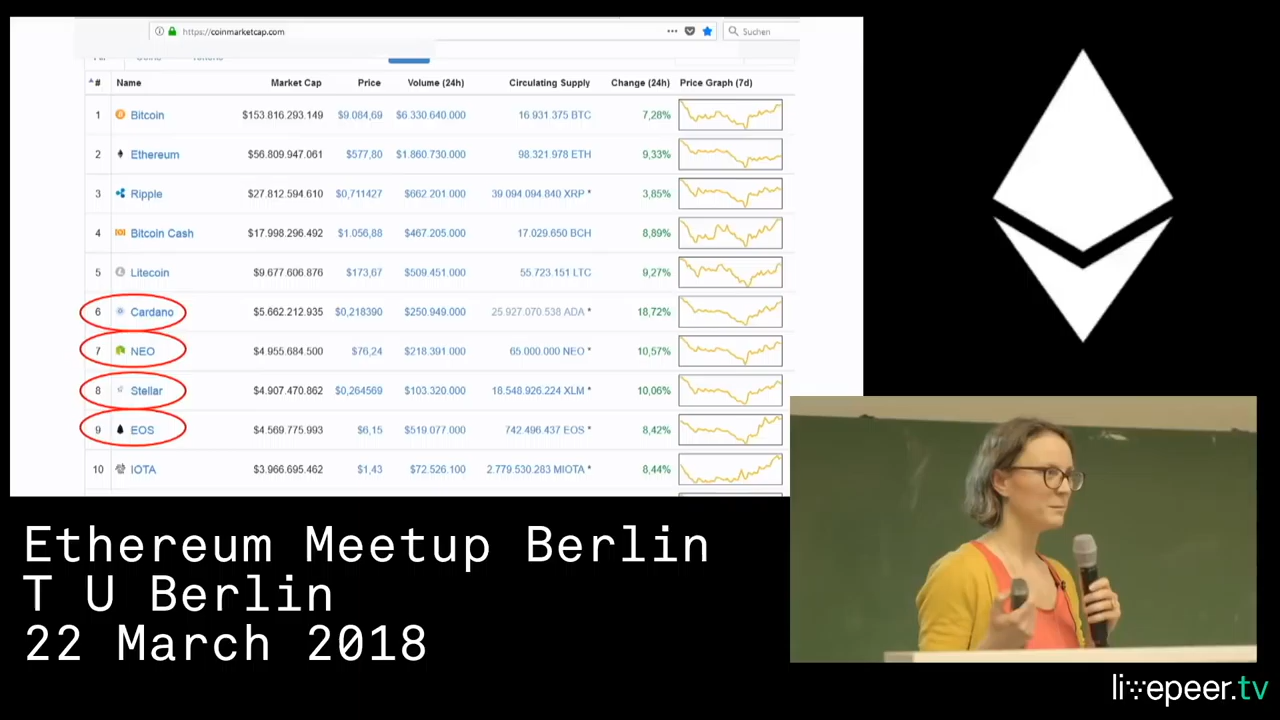 https://coinmarketcap.com
Suchen
# Name Market Cap Price Volume (24h) Circulating Supply Change (24h) Price Graph (7d)
1 Bitcoin $153.816.293.149 $9.084,69 $6.330.640.000 16.931.375 BTC 7,28%
2 Ethereum $56.809.947.061 $577,80 $1.860.730.000 98.321.978 ETH 9,33%
3 Ripple $27.812.594.610 $0,711427 $662.201.000 39.094.094.840 XRP * 3,85%
4 Bitcoin Cash $17.998.296.492 $1.056,88 $467.205.000 17.029.650 BCH 8,89%
5 Litecoin $9.677.606.876 $173,67 $509.451.000 55.723.151 LTC 9,27%
6 Cardano $5.662.212.935 $0,218390 $250.949.000 25.927.070.538 ADA * 18,72%
7 NEO $4.955.684.500 $76,24 $218.391.000 65.000.000 NEO * 10,57%
8 Stellar $4.907.470.862 $0,264569 $103.320.000 18.548.926.224 XLM * 10,06%
9 EOS $4.569.775.993 $6,15 $519.077.000 742.496.437 EOS * 8,42%
10 IOTA $3.966.695.462 $1,43 $72.526.100 2.779.530.283 MIOTA * 8,44%
Ethereum Meetup Berlin
T U Berlin
22 March 2018
livepeer.tv